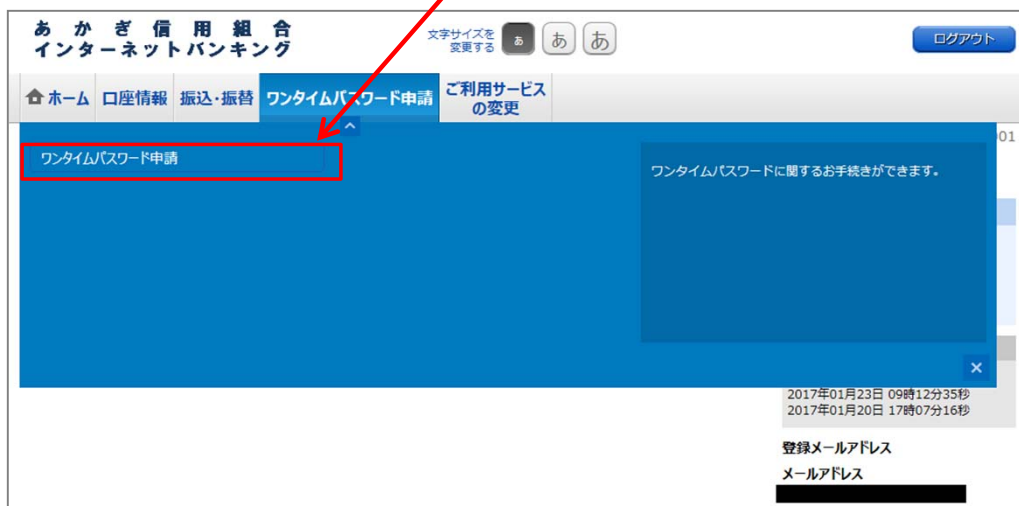 あかぎ信用組合
インターネットバンキング
文字サイズを
変更する
あ
あ
あ
ログアウト
ホーム
口座情報
振込・振替
ワンタイムパスワード申請
ご利用サービス
の変更
01
ワンタイムパスワード申請
ワンタイムパスワードに関するお手続きができます。
2017年01月23日 09時12分35秒
2017年01月20日 17時07分16秒
登録メールアドレス
メールアドレス